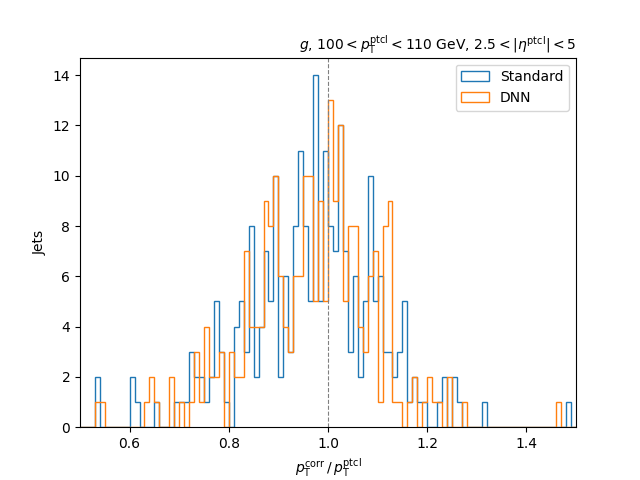 g, 100 < p_T^ptcl < 110 GeV, 2.5 < |η^ptcl| < 5
Standard
DNN
14
12
10
8
6
4
2
0
Jets
0.6 0.8 1.0 1.2 1.4
p_T^corr / p_T^ptcl